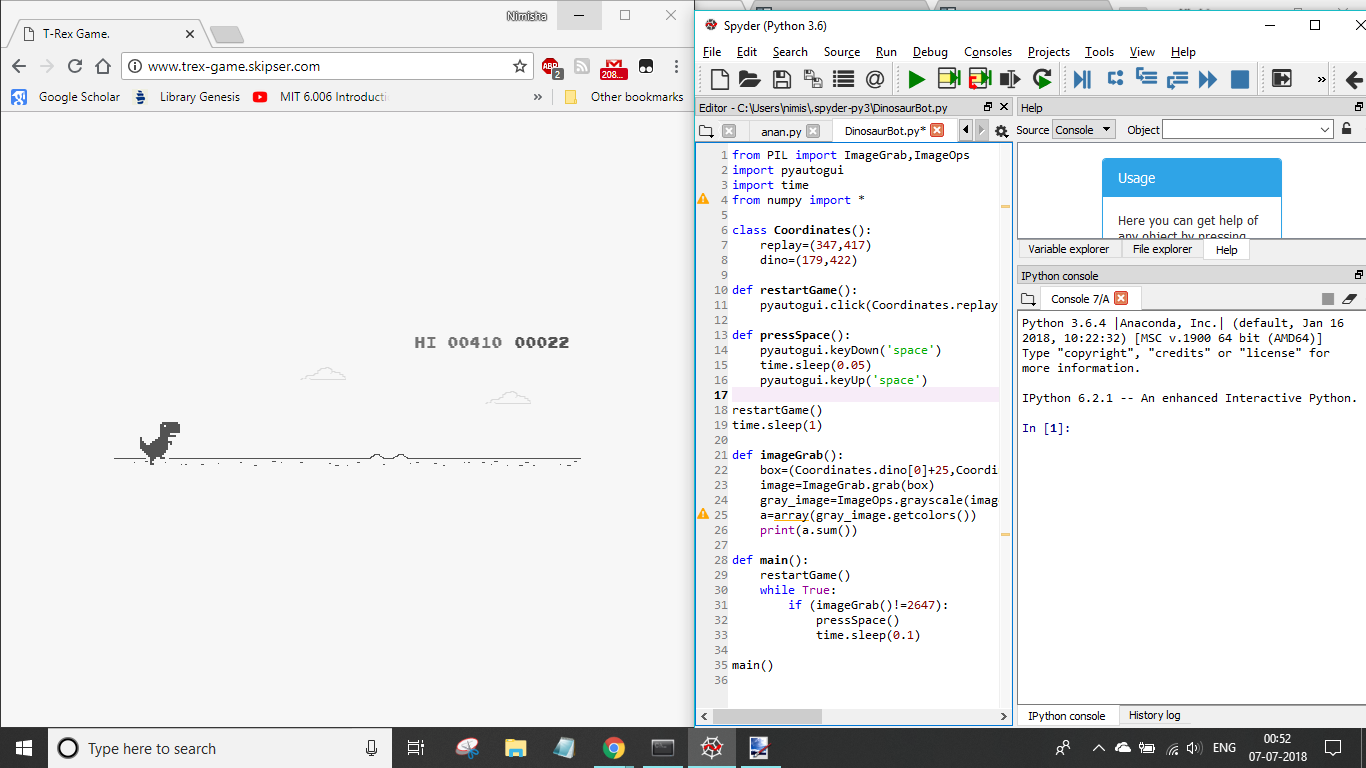 Nimisha
T-Rex Game.
www.trex-game.skipser.com
ABP
2
208...
Google Scholar
Library Genesis
MIT 6.006 Introducti
»
Other bookmarks
HI 00410 00022
Spyder (Python 3.6)
File Edit Search Source Run Debug Consoles Projects Tools View Help
Editor - C:\Users\nimis\.spyder-py3\DinosaurBot.py
anan.py
DinosaurBot.py*
1 from PIL import ImageGrab,ImageOps
2 import pyautogui
3 import time
4 from numpy import *
5
6 class Coordinates():
7 replay=(347,417)
8 dino=(179,422)
9
10 def restartGame():
11 pyautogui.click(Coordinates.replay
12
13 def pressSpace():
14 pyautogui.keyDown('space')
15 time.sleep(0.05)
16 pyautogui.keyUp('space')
17
18 restartGame()
19 time.sleep(1)
20
21 def imageGrab():
22 box=(Coordinates.dino[0]+25,Coordi
23 image=ImageGrab.grab(box)
24 gray_image=ImageOps.grayscale(imag
25 a=array(gray_image.getcolors())
26 print(a.sum())
27
28 def main():
29 restartGame()
30 while True:
31 if (imageGrab()!=2647):
32 pressSpace()
33 time.sleep(0.1)
34
35 main()
36
Help
Source Console Object
Usage
Here you can get help of
any object by pressing
Variable explorer File explorer Help
IPython console
Console 7/A
Python 3.6.4 |Anaconda, Inc.| (default, Jan 16
2018, 10:22:32) [MSC v.1900 64 bit (AMD64)]
Type "copyright", "credits" or "license" for
more information.
IPython 6.2.1 -- An enhanced Interactive Python.
In [1]:
IPython console History log
Type here to search
ENG
00:52
07-07-2018